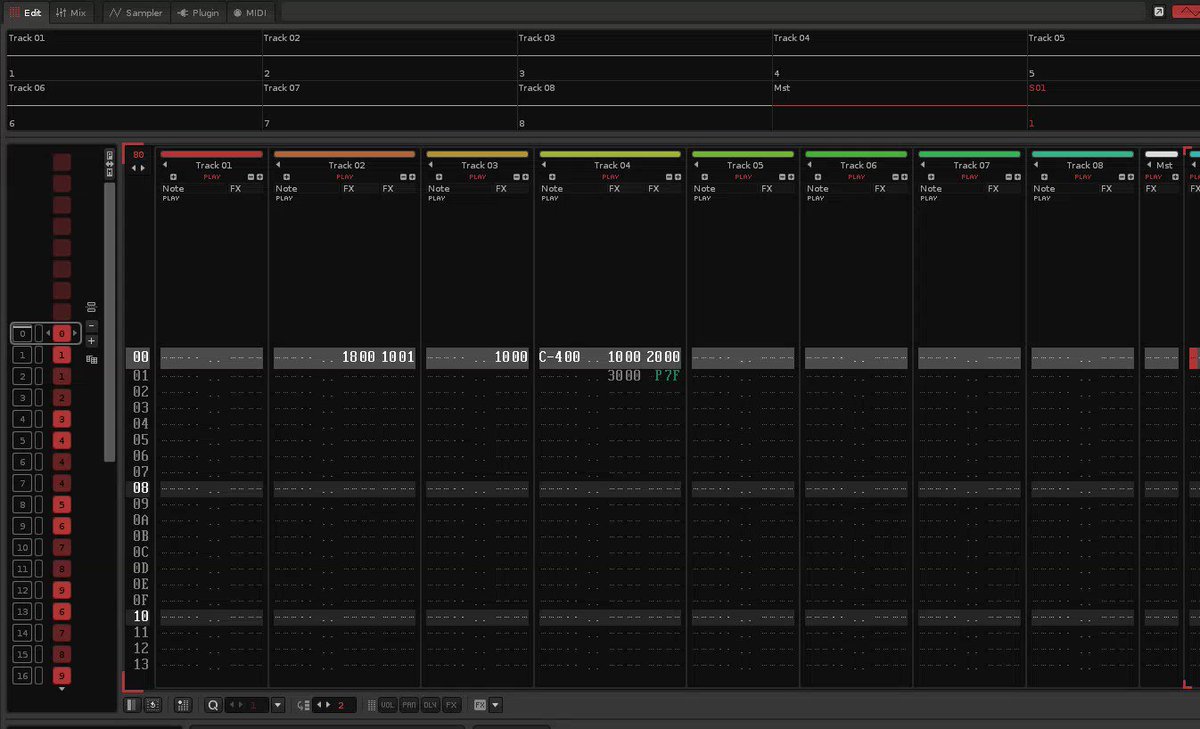 Edit Mix Sampler Plugin MIDI
Track 01 Track 02 Track 03 Track 04 Track 05
1 2 3 4 5
Track 06 Track 07 Track 08 Mst S01
6 7 8 1
80 Track 01 Track 02 Track 03 Track 04 Track 05 Track 06 Track 07 Track 08 Mst
PLAY PLAY PLAY PLAY PLAY PLAY PLAY PLAY PLAY
Note FX Note FX FX Note FX Note FX FX Note FX Note FX Note FX Note FX FX FX
PLAY PLAY PLAY PLAY PLAY PLAY PLAY PLAY
0 0
1 1
2 1
3 2
4 3
5 4
6 4
7 4
8 5
9 6
10 7
11 8
12 9
13 6
14 7
15 8
16 9
00 1800 1001 1000 C-400 .. 1000 2000
01 3000 P7F
02
03
04
05
06
07
08
09
0A
0B
0C
0D
0E
0F
10
11
12
13
Q 1 2 VOL PAN DLY FX FX